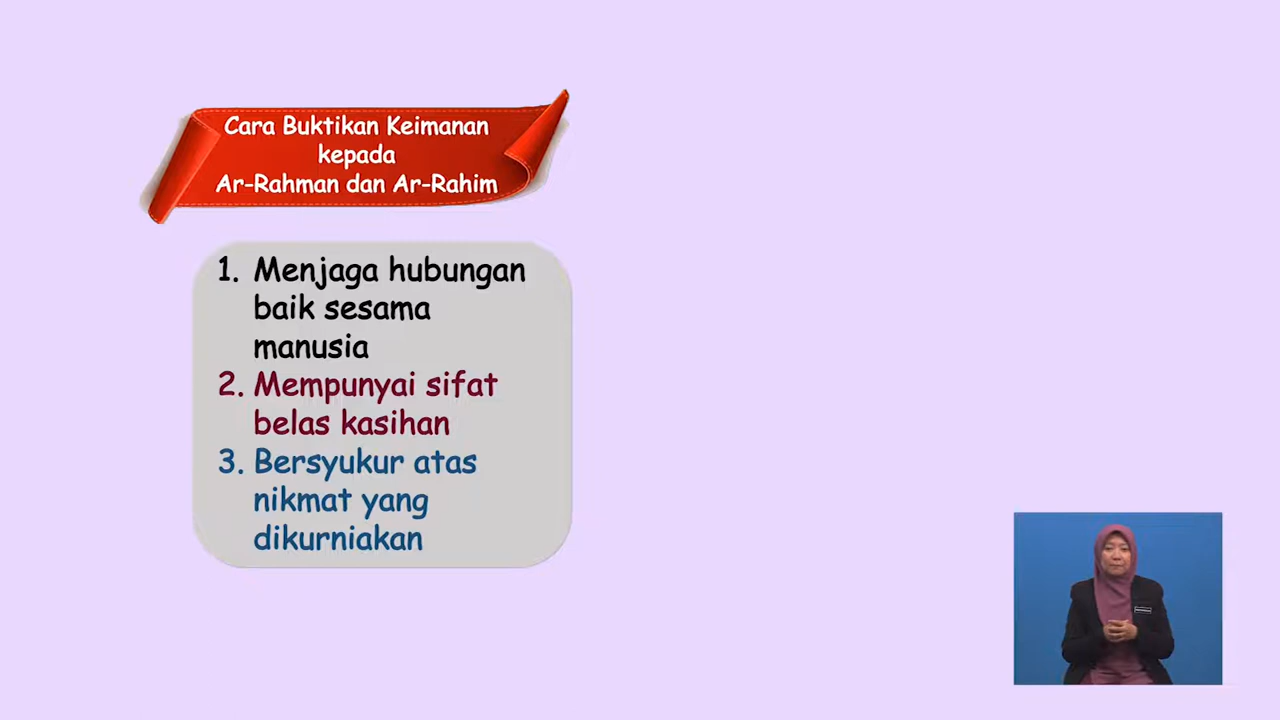 Cara Buktikan Keimanan
kepada
Ar-Rahman dan Ar-Rahim
1. Menjaga hubungan
baik sesama
manusia
2. Mempunyai sifat
belas kasihan
3. Bersyukur atas
nikmat yang
dikurniakan